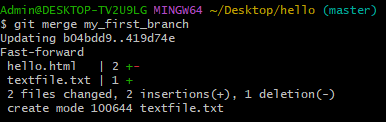 Admin@DESKTOP-TV2U9LG MINGW64 ~/Desktop/hello (master)
$ git merge my_first_branch
Updating b04bdd9..419d74e
Fast-forward
 hello.html   | 2 +-
 textfile.txt | 1 +
 2 files changed, 2 insertions(+), 1 deletion(-)
 create mode 100644 textfile.txt